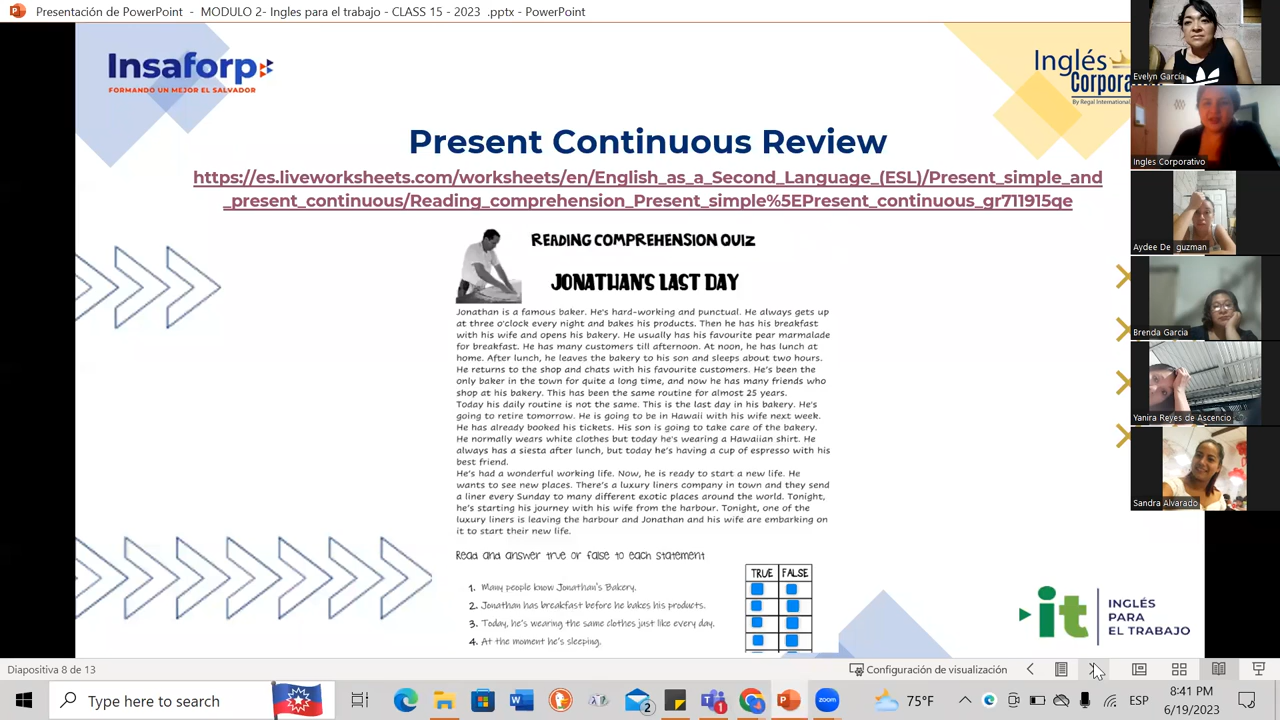 Presentación de PowerPoint - MODULO 2- Ingles para el trabajo - CLASS 15 - 2023 .pptx - PowerPoint
Insaforp
FORMANDO UN MEJOR EL SALVADOR
Inglés
Corpora
By Regal International
Present Continuous Review
https://es.liveworksheets.com/worksheets/en/English_as_a_Second_Language_(ESL)/Present_simple_and
_present_continuous/Reading_comprehension_Present_simple%5EPresent_continuous_gr711915qe
READING COMPREHENSION QUIZ
JONATHAN'S LAST DAY
Jonathan is a famous baker. He's hard-working and punctual. He always gets up
at three o'clock every night and bakes his products. Then he has his breakfast
with his wife and opens his bakery. He usually has his favourite pear marmalade
for breakfast. He has many customers till afternoon. At noon, he has lunch at
home. After lunch, he leaves the bakery to his son and sleeps about two hours.
He returns to the shop and chats with his favourite customers. He's been the
only baker in the town for quite a long time, and now he has many friends who
shop at his bakery. This has been the same routine for almost 25 years.
Today his daily routine is not the same. This is the last day in his bakery. He's
going to retire tomorrow. He is going to be in Hawaii with his wife next week.
He has already booked his tickets. His son is going to take care of the bakery.
He normally wears white clothes but today he's wearing a Hawaiian shirt. He
always has a siesta after lunch, but today he's having a cup of espresso with his
best friend.
He's had a wonderful working life. Now, he is ready to start a new life. He
wants to see new places. There's a luxury liners company in town and they send
a liner every Sunday to many different exotic places around the world. Tonight,
he's starting his journey with his wife from the harbour. Tonight, one of the
luxury liners is leaving the harbour and Jonathan and his wife are embarking on
it to start their new life.
Read and answer true or false to each statement
TRUE FALSE
1. Many people know Jonathan's Bakery.
2. Jonathan has breakfast before he bakes his products.
3. Today, he's wearing the same clothes just like every day.
4. At the moment he's sleeping.
it
INGLÉS
PARA
EL TRABAJO
Evelyn García
Ingles Corporativo
Aydee De guzman
Brenda Garcia
Yanira Reyes de Ascencio
Sandra Alvarado
Diapositiva 8 de 13
Configuración de visualización
Type here to search
2
1
zoom
75°F
ESP
8:41 PM
6/19/2023